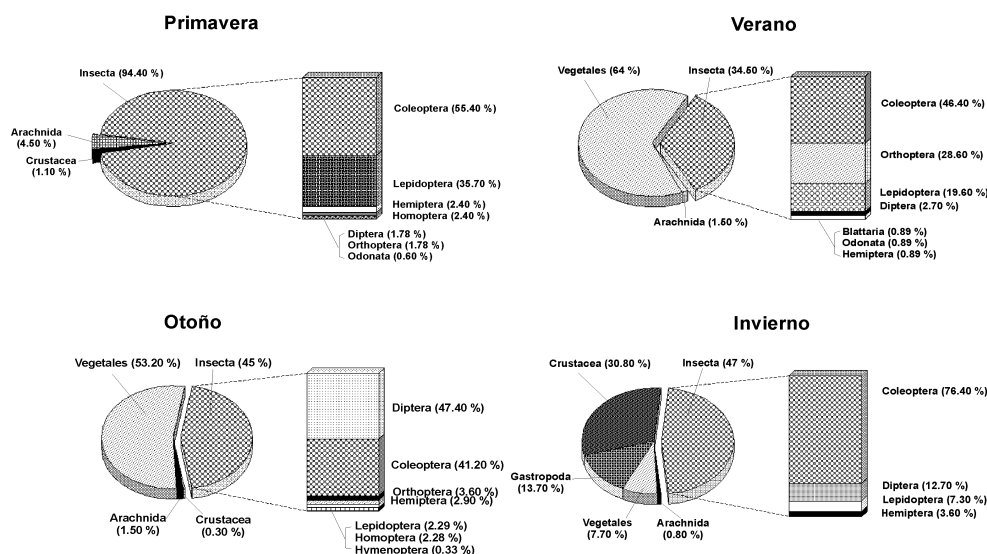 Primavera
Insecta (94.40 %)
Arachnida
(4.50 %)
Crustacea
(1.10 %)
Coleoptera (55.40 %)
Lepidoptera (35.70 %)
Hemiptera (2.40 %)
Homoptera (2.40 %)
Diptera (1.78 %)
Orthoptera (1.78 %)
Odonata (0.60 %)
Verano
Vegetales (64 %)
Insecta (34.50 %)
Arachnida (1.50 %)
Coleoptera (46.40 %)
Orthoptera (28.60 %)
Lepidoptera (19.60 %)
Diptera (2.70 %)
Blattaria (0.89 %)
Odonata (0.89 %)
Hemiptera (0.89 %)
Otoño
Vegetales (53.20 %)
Insecta (45 %)
Arachnida
(1.50 %)
Crustacea
(0.30 %)
Diptera (47.40 %)
Coleoptera (41.20 %)
Orthoptera (3.60 %)
Hemiptera (2.90 %)
Lepidoptera (2.29 %)
Homoptera (2.28 %)
Hymenoptera (0.33 %)
Invierno
Crustacea (30.80 %)
Insecta (47 %)
Gastropoda
(13.70 %)
Vegetales
(7.70 %)
Arachnida
(0.80 %)
Coleoptera (76.40 %)
Diptera (12.70 %)
Lepidoptera (7.30 %)
Hemiptera (3.60 %)